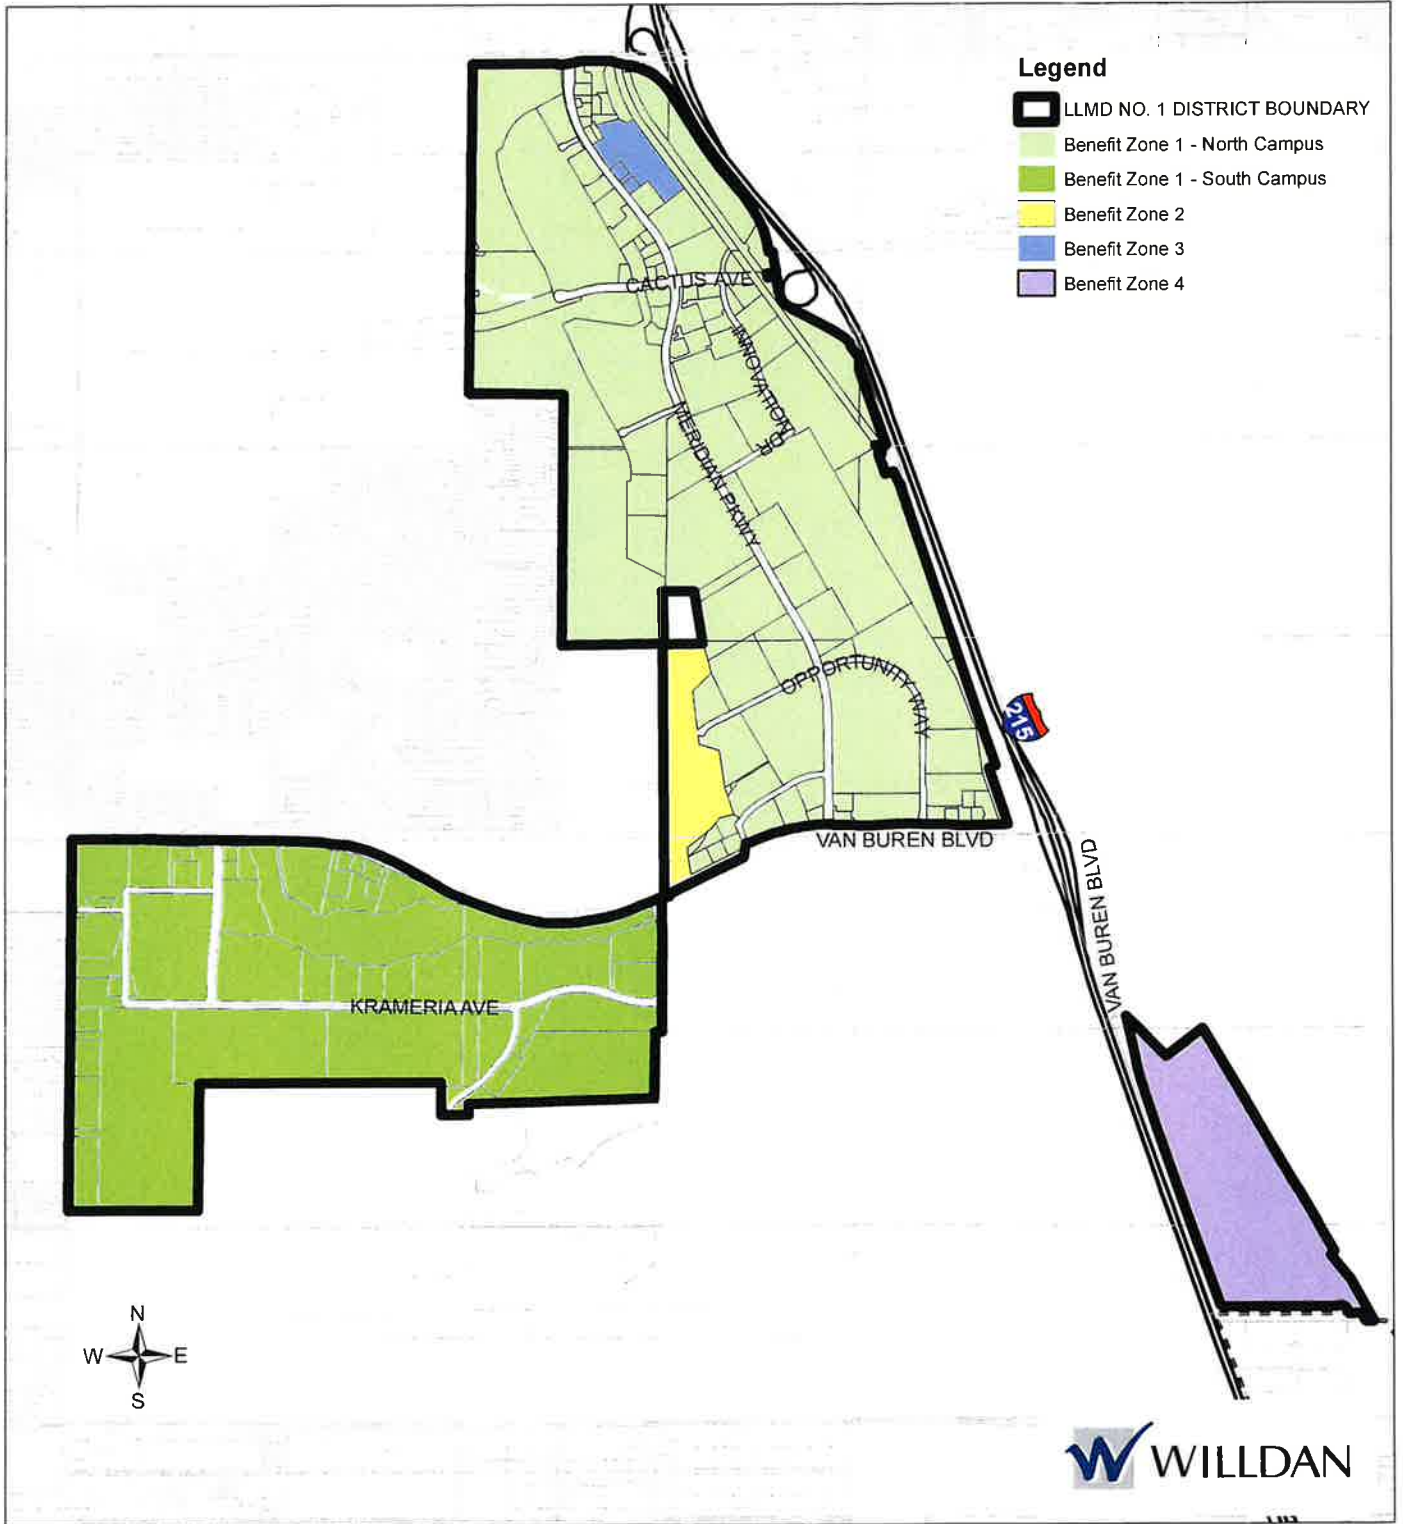 Legend
LLMD NO. 1 DISTRICT BOUNDARY
Benefit Zone 1 - North Campus
Benefit Zone 1 - South Campus
Benefit Zone 2
Benefit Zone 3
Benefit Zone 4
CACTUS AVE
INNOVATION DR
MERIDIAN PKWY
OPPORTUNITY WAY
215
VAN BUREN BLVD
VAN BUREN BLVD
KRAMERIA AVE
N
W E
S
W WILLDAN